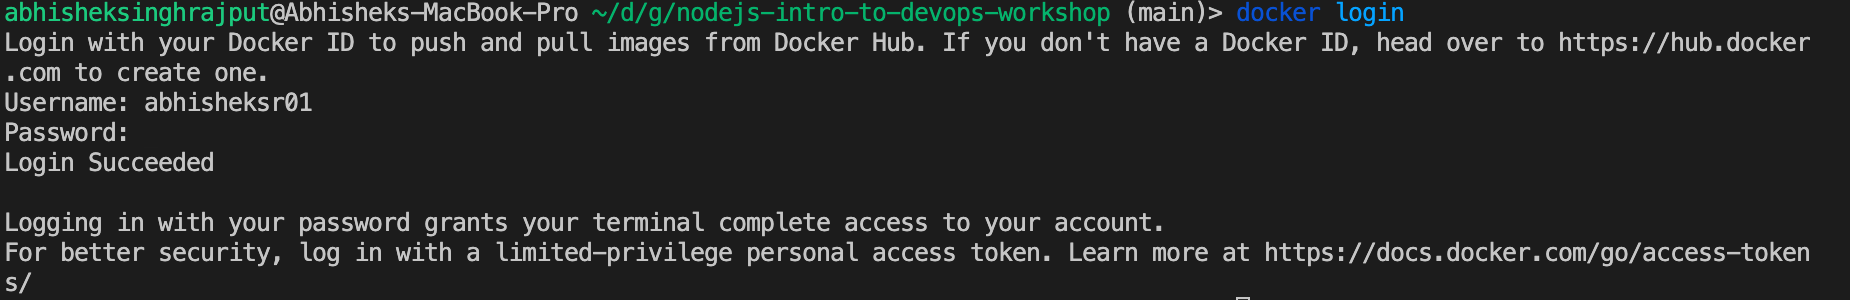 abhisheksinghrajput@Abhisheks-MacBook-Pro ~/d/g/nodejs-intro-to-devops-workshop (main)> docker login
Login with your Docker ID to push and pull images from Docker Hub. If you don't have a Docker ID, head over to https://hub.docker
.com to create one.
Username: abhisheksr01
Password:
Login Succeeded

Logging in with your password grants your terminal complete access to your account.
For better security, log in with a limited-privilege personal access token. Learn more at https://docs.docker.com/go/access-token
s/